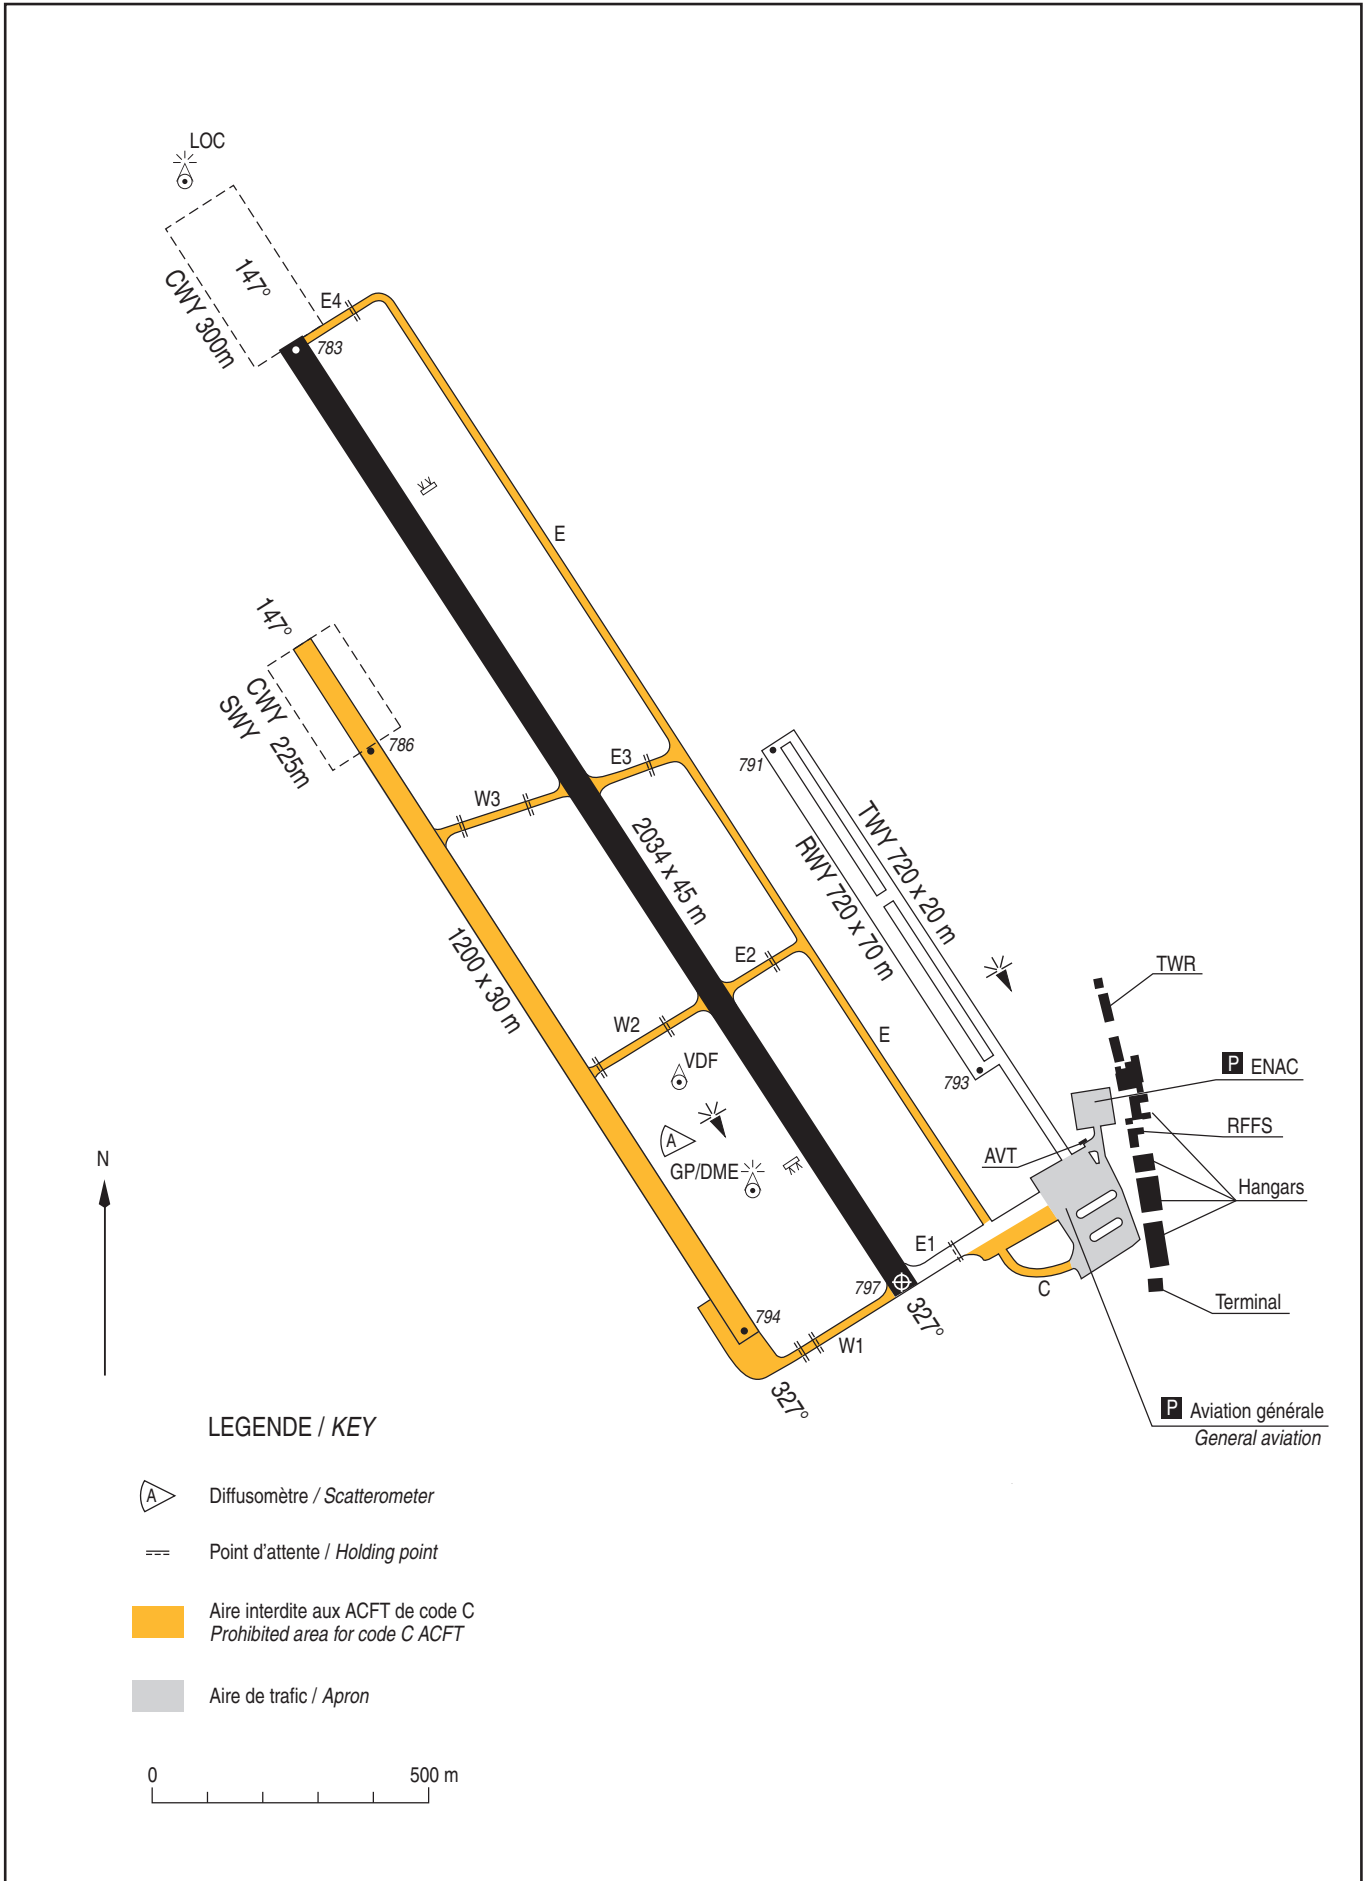 LOC
147°
CWY 300m
E4
783
E
147°
CWY
SWY
225m
786
E3
W3
791
TWY 720 x 20 m
RWY 720 x 70 m
2034 x 45 m
1200 x 30 m
E2
W2
E
TWR
VDF
793
P ENAC
A
RFFS
AVT
GP/DME
N
Hangars
E1
797
C
327°
Terminal
794
W1
327°
P Aviation générale
General aviation
LEGENDE / KEY
A Diffusomètre / Scatterometer
Point d'attente / Holding point
Aire interdite aux ACFT de code C
Prohibited area for code C ACFT
Aire de trafic / Apron
0 500 m